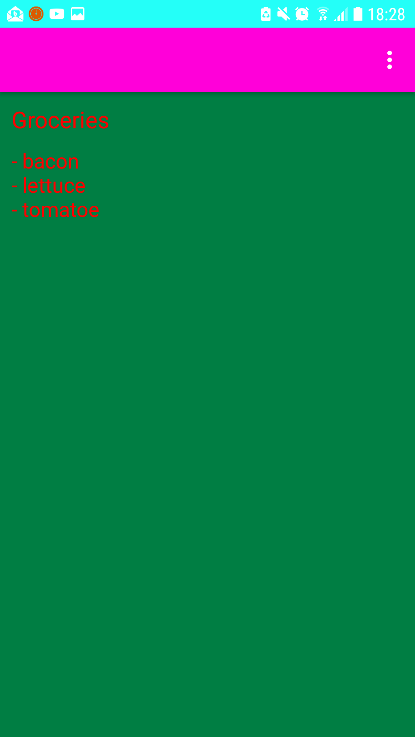 18:28
Groceries
- bacon
- lettuce
- tomatoe